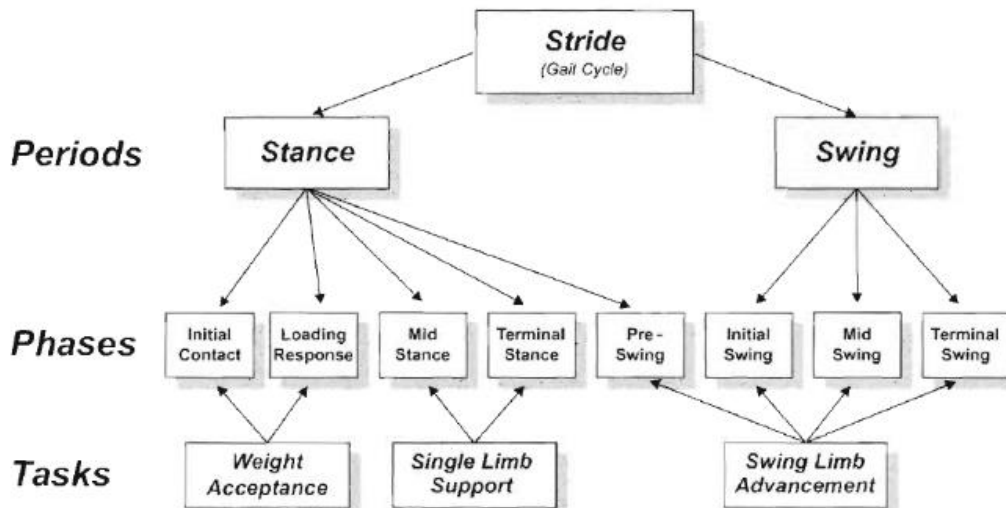 Stride
(Gait Cycle)
Periods
Stance
Swing
Phases
Initial
Contact
Loading
Response
Mid
Stance
Terminal
Stance
Pre-
Swing
Initial
Swing
Mid
Swing
Terminal
Swing
Tasks
Weight
Acceptance
Single Limb
Support
Swing Limb
Advancement